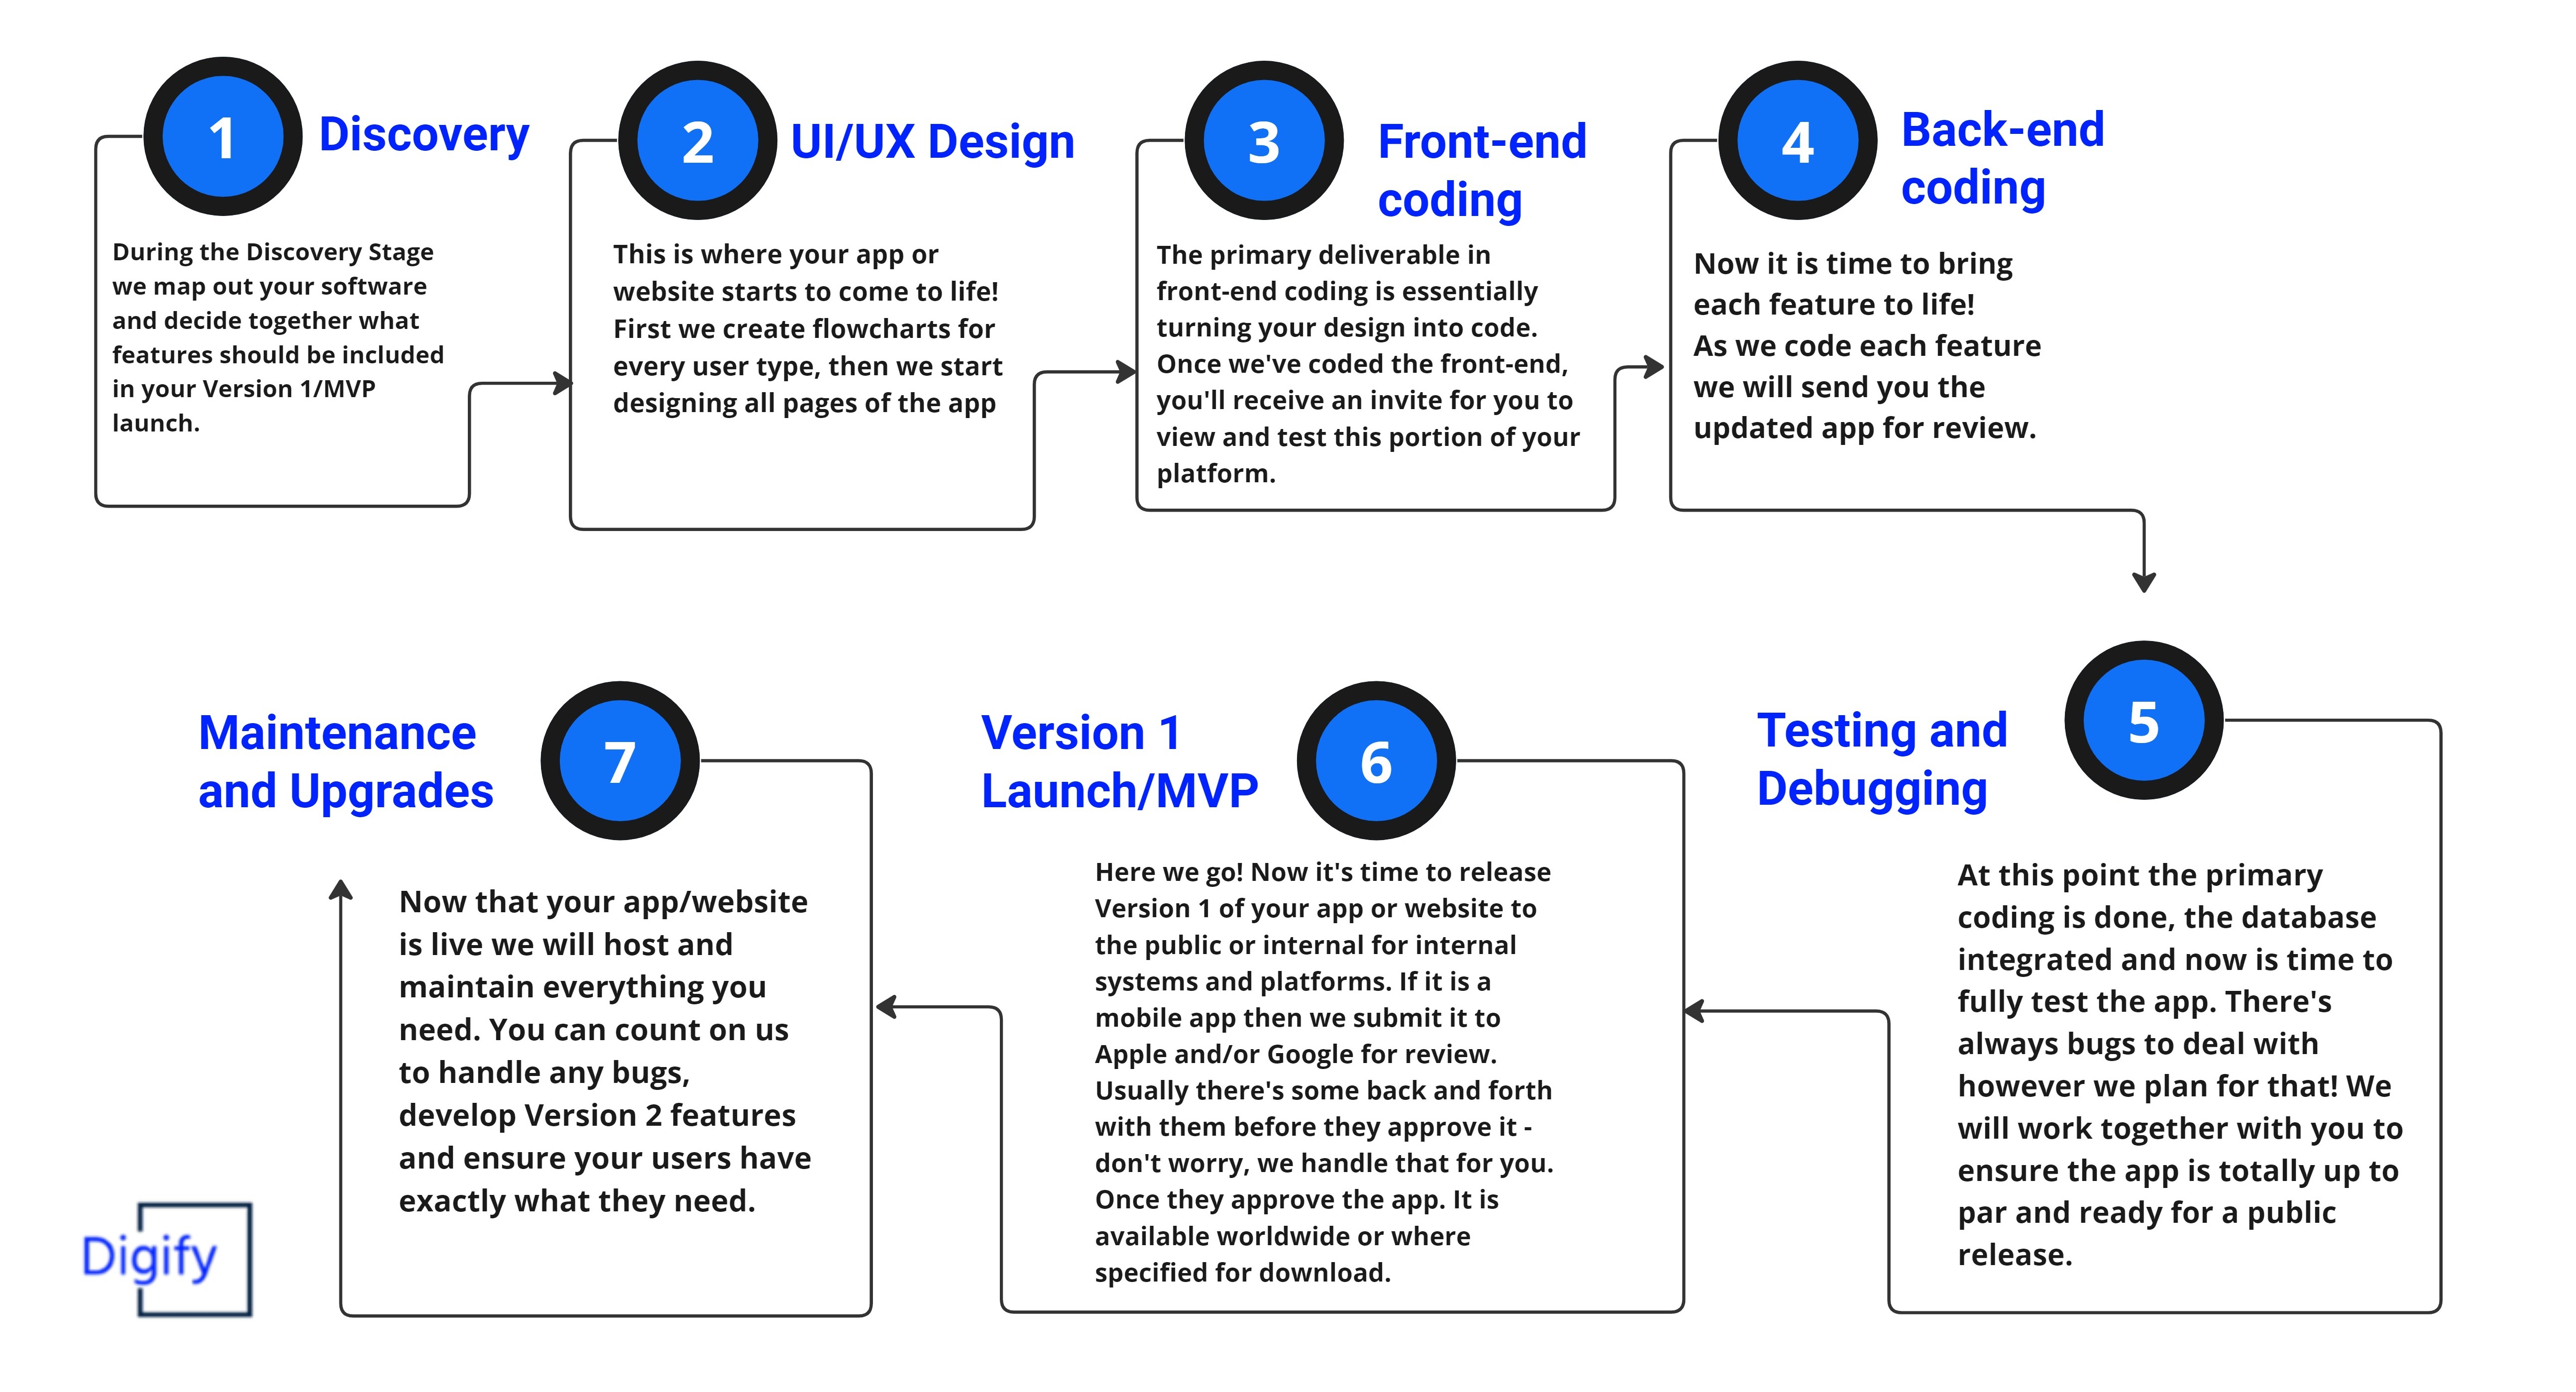 1
Discovery
During the Discovery Stage
we map out your software
and decide together what
features should be included
in your Version 1/MVP
launch.
2
UI/UX Design
This is where your app or
website starts to come to life!
First we create flowcharts for
every user type, then we start
designing all pages of the app
3
Front-end
coding
The primary deliverable in
front-end coding is essentially
turning your design into code.
Once we've coded the front-end,
you'll receive an invite for you to
view and test this portion of your
platform.
4
Back-end
coding
Now it is time to bring
each feature to life!
As we code each feature
we will send you the
updated app for review.
5
Testing and
Debugging
At this point the primary
coding is done, the database
integrated and now is time to
fully test the app. There's
always bugs to deal with
however we plan for that! We
will work together with you to
ensure the app is totally up to
par and ready for a public
release.
6
Version 1
Launch/MVP
Here we go! Now it's time to release
Version 1 of your app or website to
the public or internal for internal
systems and platforms. If it is a
mobile app then we submit it to
Apple and/or Google for review.
Usually there's some back and forth
with them before they approve it -
don't worry, we handle that for you.
Once they approve the app. It is
available worldwide or where
specified for download.
7
Maintenance
and Upgrades
Now that your app/website
is live we will host and
maintain everything you
need. You can count on us
to handle any bugs,
develop Version 2 features
and ensure your users have
exactly what they need.
Digify